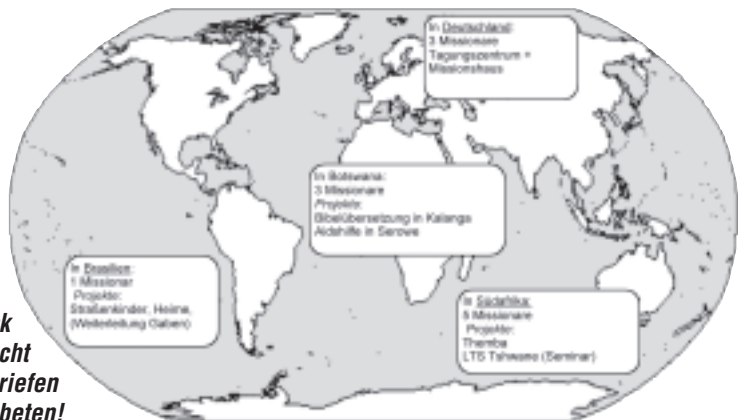 In Deutschland:
3 Missionare
Tagungszentrum +
Missionshaus
In Botswana:
3 Missionare
Projekte:
Bibelübersetzung in Kalanga
Aidshilfe in Serowe
In Brasilien:
1 Missionar
Projekte:
Straßenkinder, Heime,
(Weiterleitung Gaben)
In Südafrika:
5 Missionare
Projekte:
Themba
LTS Tshwane (Seminar)
k
cht
riefen
beten!